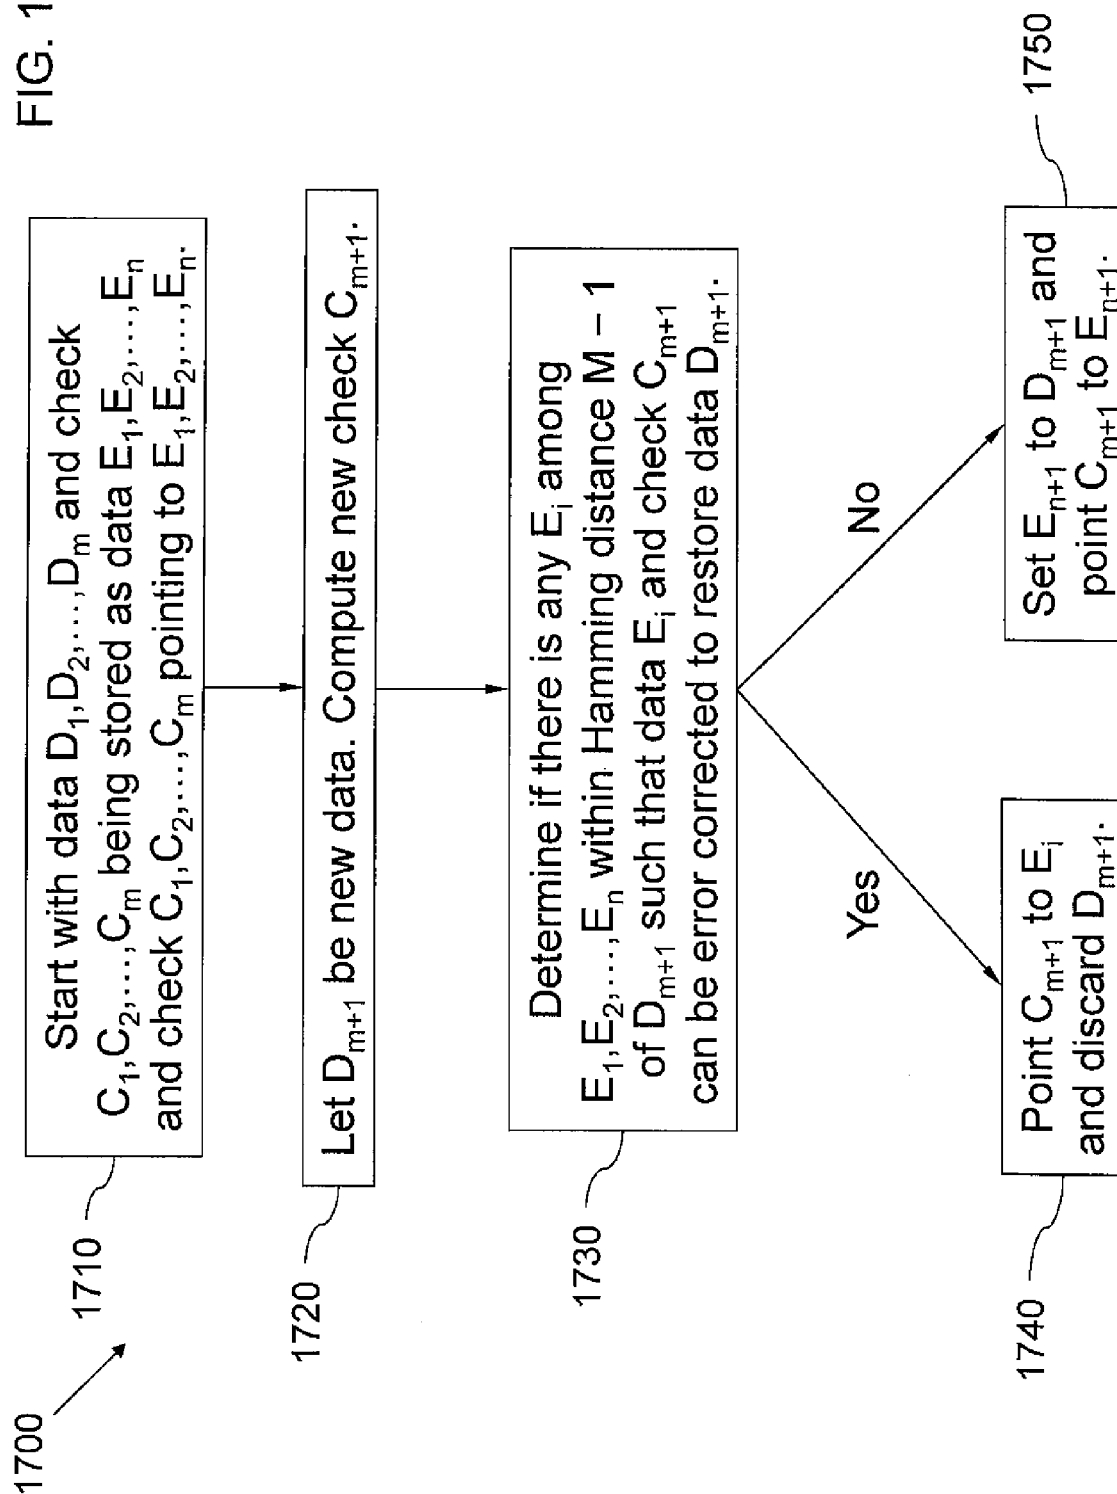 FIG. 1
1700
1710
Start with data D₁,D₂,...,Dₘ and check
C₁,C₂,...,Cₘ being stored as data E₁,E₂,...,Eₙ
and check C₁,C₂,...,Cₘ pointing to E₁,E₂,...,Eₙ.
1720
Let Dₘ₊₁ be new data. Compute new check Cₘ₊₁.
1730
Determine if there is any Eᵢ among
E₁,E₂,...,Eₙ within Hamming distance M – 1
of Dₘ₊₁ such that data Eᵢ and check Cₘ₊₁
can be error corrected to restore data Dₘ₊₁.
Yes
No
1740
Point Cₘ₊₁ to Eᵢ
and discard Dₘ₊₁.
1750
Set Eₙ₊₁ to Dₘ₊₁ and
point Cₘ₊₁ to Eₙ₊₁.